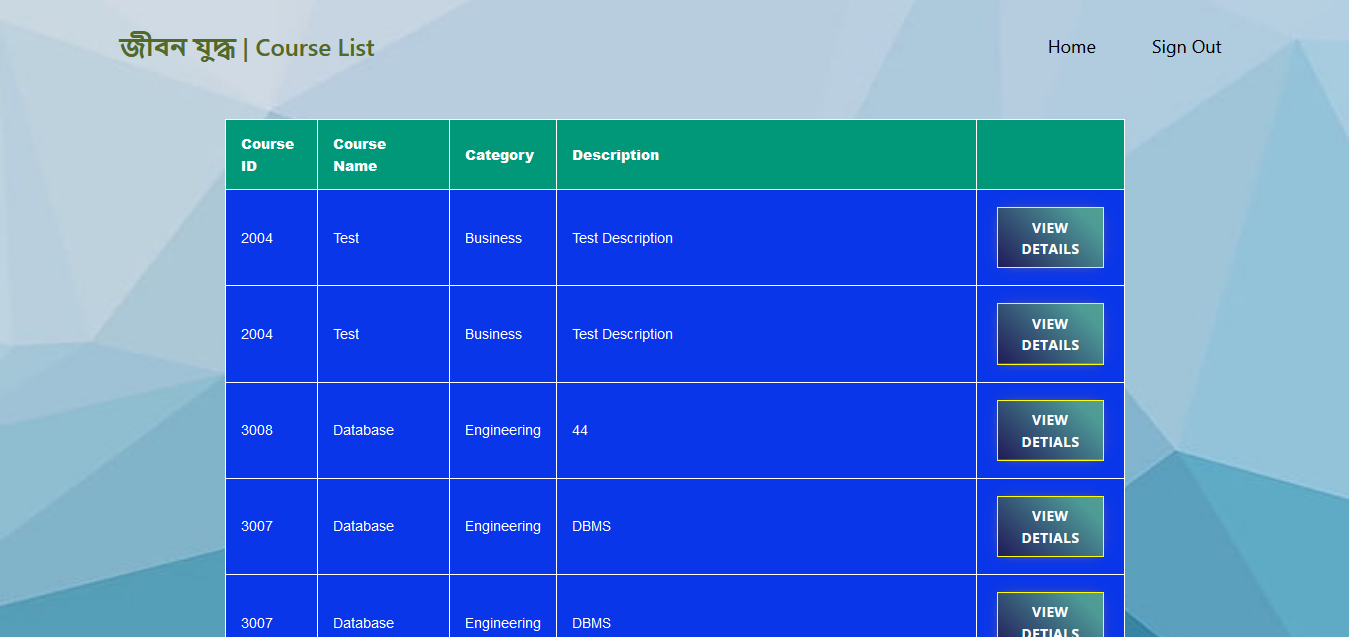 জীবন যুদ্ধ | Course List
Home
Sign Out
Course ID
Course Name
Category
Description
2004
Test
Business
Test Description
VIEW DETAILS
2004
Test
Business
Test Description
VIEW DETAILS
3008
Database
Engineering
44
VIEW DETIALS
3007
Database
Engineering
DBMS
VIEW DETIALS
3007
Database
Engineering
DBMS
VIEW DETIALS